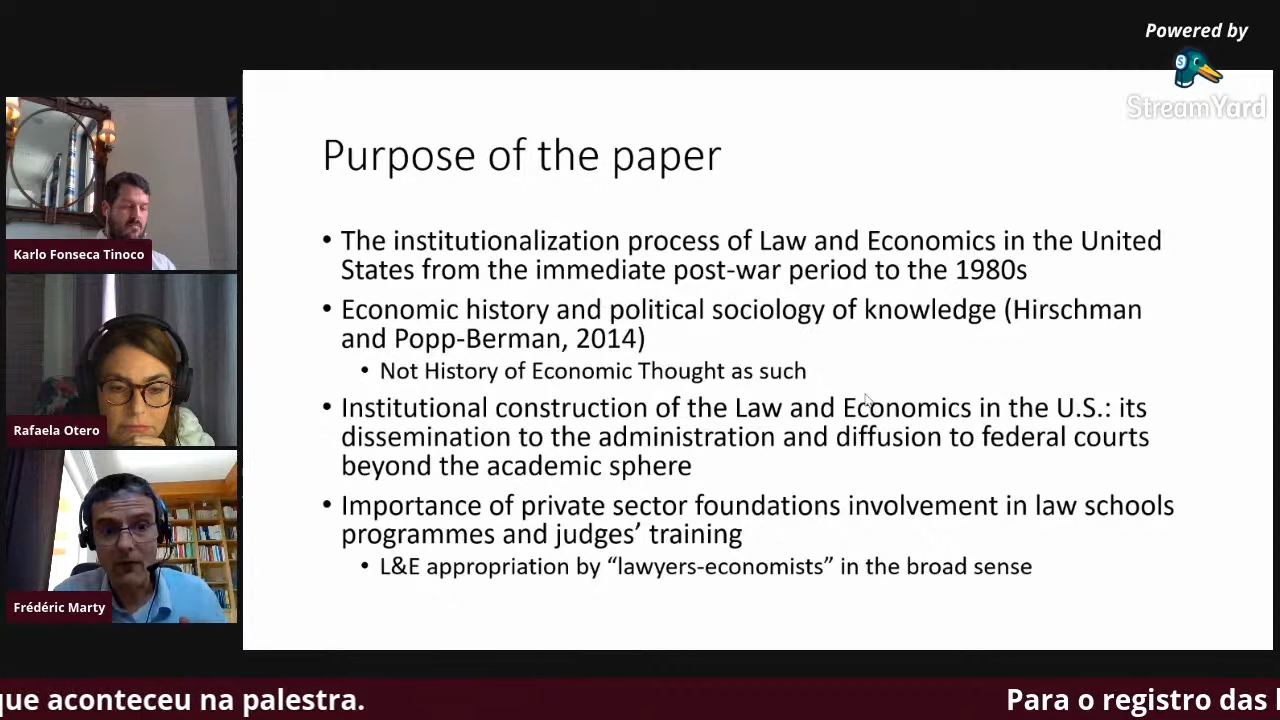 Powered by
StreamYard
Purpose of the paper
• The institutionalization process of Law and Economics in the United
States from the immediate post-war period to the 1980s
• Economic history and political sociology of knowledge (Hirschman
and Popp-Berman, 2014)
• Not History of Economic Thought as such
• Institutional construction of the Law and Economics in the U.S.: its
dissemination to the administration and diffusion to federal courts
beyond the academic sphere
• Importance of private sector foundations involvement in law schools
programmes and judges’ training
• L&E appropriation by “lawyers-economists” in the broad sense
Karlo Fonseca Tinoco
Rafaela Otero
Frédéric Marty
que aconteceu na palestra.
Para o registro das